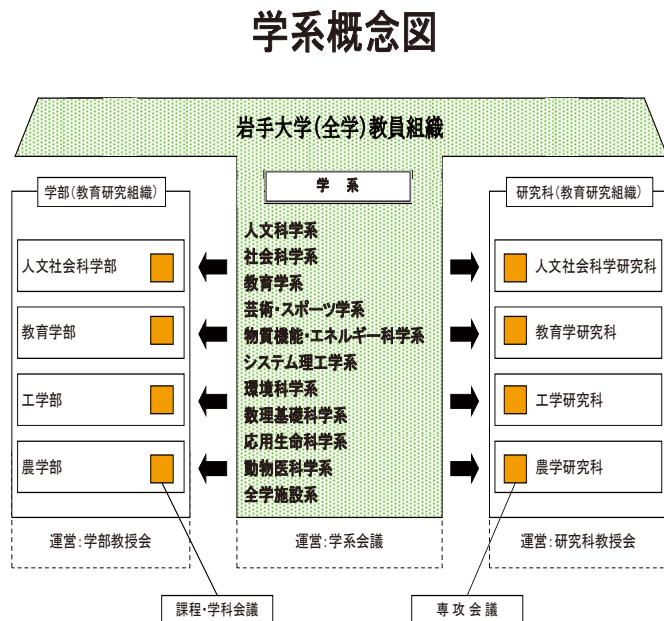 学系概念図
岩手大学(全学)教員組織
学部(教育研究組織)
人文社会科学部
教育学部
工学部
農学部
運営:学部教授会
課程・学科会議
学系
人文科学系
社会科学系
教育学系
芸術・スポーツ学系
物質機能・エネルギー科学系
システム理工学系
環境科学系
数理基礎科学系
応用生命科学系
動物医科学系
全学施設系
運営:学系会議
研究科(教育研究組織)
人文社会科学研究科
教育学研究科
工学研究科
農学研究科
運営:研究科教授会
専攻会議